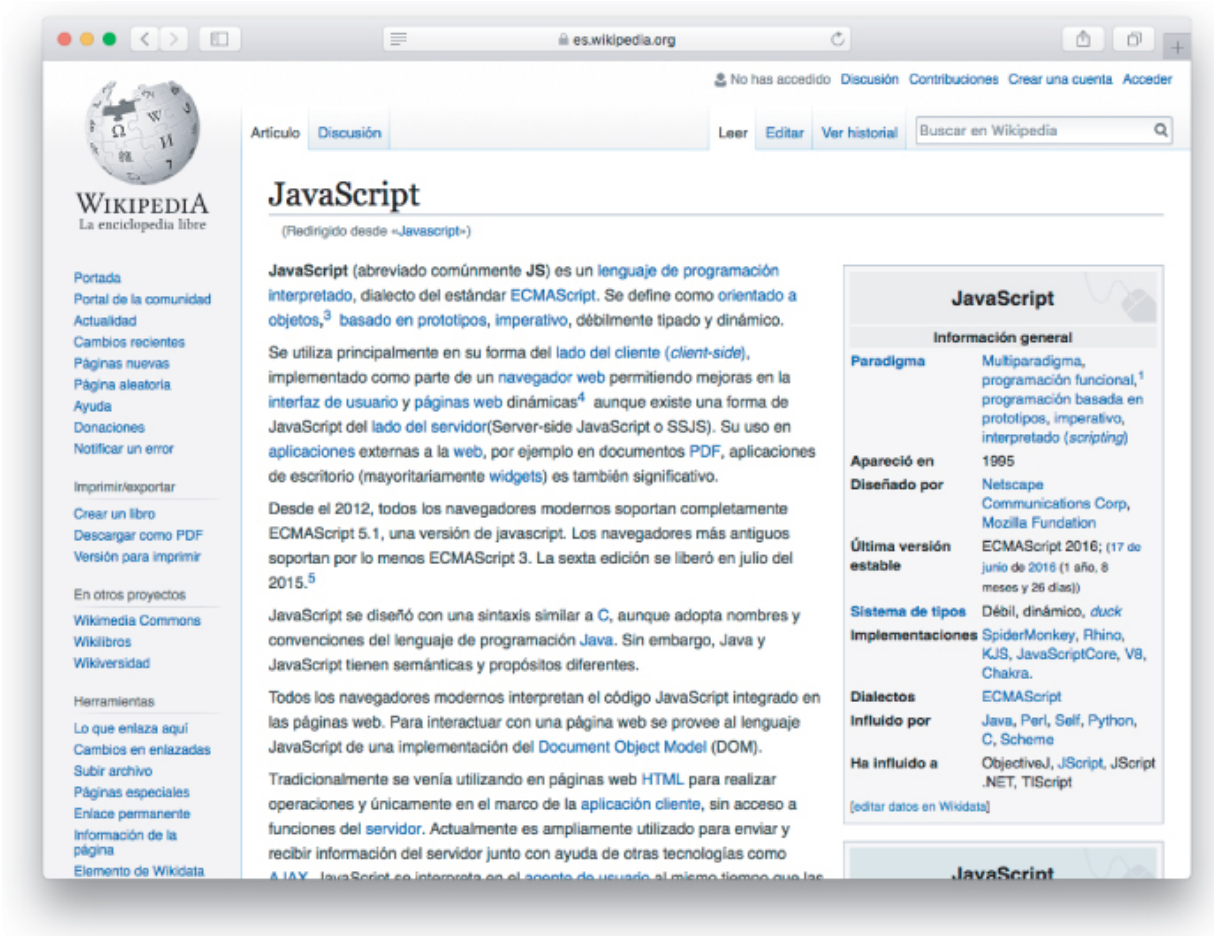 es.wikipedia.org
No has accedido Discusión Contribuciones Crear una cuenta Acceder
Artículo Discusión
Leer Editar Ver historial Buscar en Wikipedia
WIKIPEDIA
La enciclopedia libre
Portada
Portal de la comunidad
Actualidad
Cambios recientes
Páginas nuevas
Página aleatoria
Ayuda
Donaciones
Notificar un error
Imprimir/exportar
Crear un libro
Descargar como PDF
Versión para imprimir
En otros proyectos
Wikimedia Commons
Wikilibros
Wikiversidad
Herramientas
Lo que enlaza aquí
Cambios en enlazadas
Subir archivo
Páginas especiales
Enlace permanente
Información de la
página
Elemento de Wikidata
JavaScript
(Redirigido desde «Javascript»)
JavaScript (abreviado comúnmente JS) es un lenguaje de programación
interpretado, dialecto del estándar ECMAScript. Se define como orientado a
objetos,3 basado en prototipos, imperativo, débilmente tipado y dinámico.
Se utiliza principalmente en su forma del lado del cliente (client-side),
implementado como parte de un navegador web permitiendo mejoras en la
interfaz de usuario y páginas web dinámicas4 aunque existe una forma de
JavaScript del lado del servidor(Server-side JavaScript o SSJS). Su uso en
aplicaciones externas a la web, por ejemplo en documentos PDF, aplicaciones
de escritorio (mayoritariamente widgets) es también significativo.
Desde el 2012, todos los navegadores modernos soportan completamente
ECMAScript 5.1, una versión de javascript. Los navegadores más antiguos
soportan por lo menos ECMAScript 3. La sexta edición se liberó en julio del
2015.5
JavaScript se diseñó con una sintaxis similar a C, aunque adopta nombres y
convenciones del lenguaje de programación Java. Sin embargo, Java y
JavaScript tienen semánticas y propósitos diferentes.
Todos los navegadores modernos interpretan el código JavaScript integrado en
las páginas web. Para interactuar con una página web se provee al lenguaje
JavaScript de una implementación del Document Object Model (DOM).
Tradicionalmente se venía utilizando en páginas web HTML para realizar
operaciones y únicamente en el marco de la aplicación cliente, sin acceso a
funciones del servidor. Actualmente es ampliamente utilizado para enviar y
recibir información del servidor junto con ayuda de otras tecnologías como
AJAX. JavaScript se interpreta en el agente de usuario al mismo tiempo que las
JavaScript
Información general
Paradigma Multiparadigma,
programación funcional,1
programación basada en
prototipos, imperativo,
interpretado (scripting)
Apareció en 1995
Diseñado por Netscape
Communications Corp,
Mozilla Fundation
Última versión ECMAScript 2016; (17 de
estable junio de 2016 (1 año, 8
meses y 26 días))
Sistema de tipos Débil, dinámico, duck
Implementaciones SpiderMonkey, Rhino,
KJS, JavaScriptCore, V8,
Chakra.
Dialectos ECMAScript
Influido por Java, Perl, Self, Python,
C, Scheme
Ha influido a ObjectiveJ, JScript, JScript
.NET, TIScript
[editar datos en Wikidata]
JavaScript